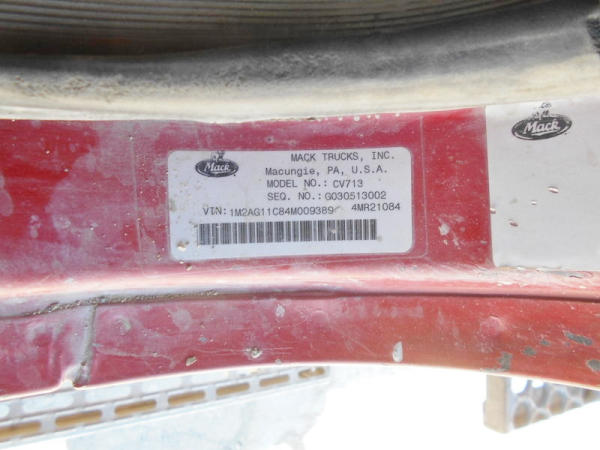 Mack
MACK TRUCKS, INC.
Macungie, PA, U.S.A.
MODEL NO.: CV713
SEQ. NO.: G030513002
VIN: 1M2AG11C84M009389 4MR21084
Mack